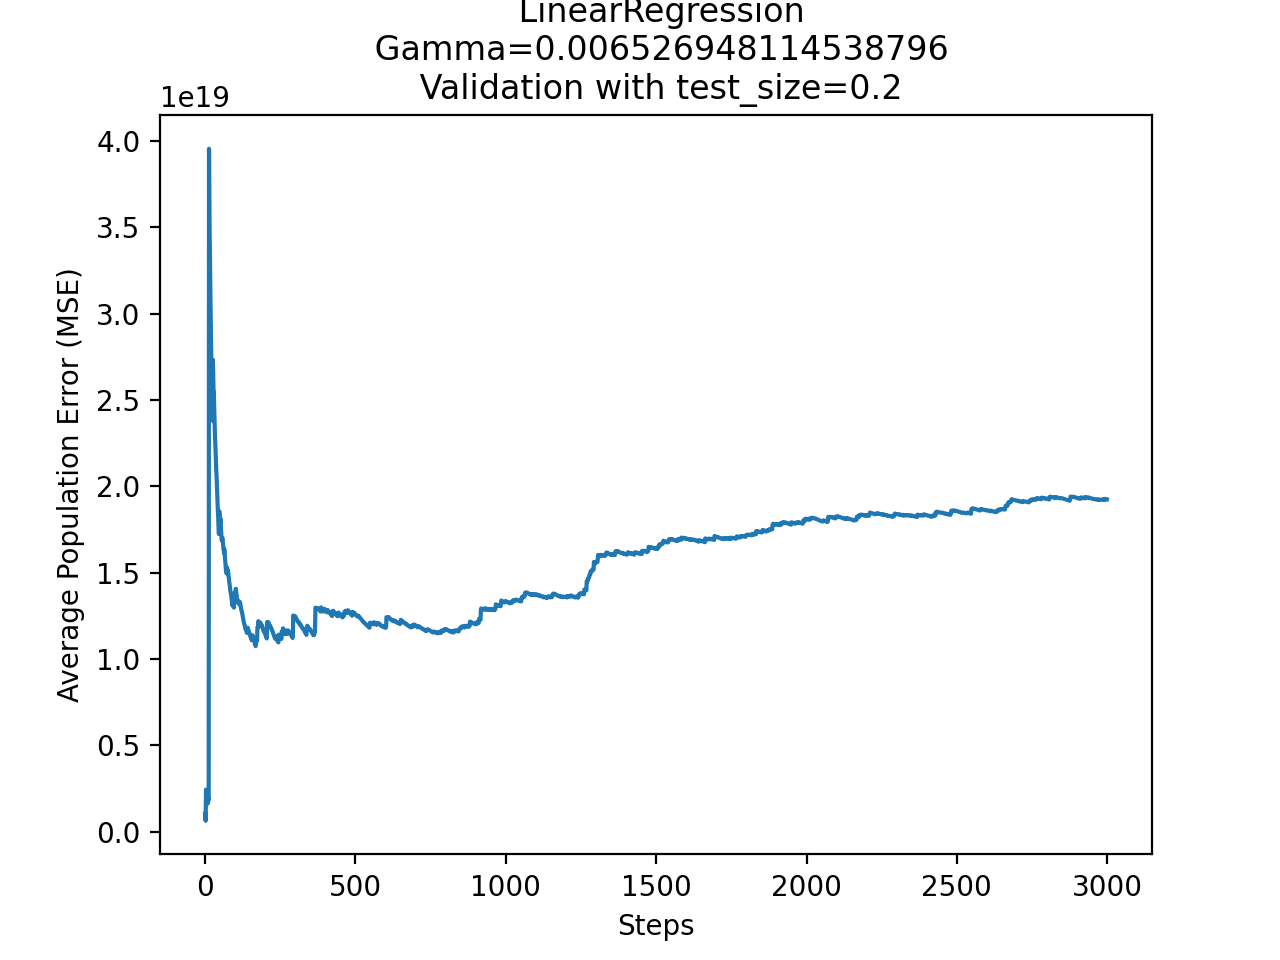 LinearRegression
Gamma=0.006526948114538796
Validation with test_size=0.2
1e19
4.0
3.5
3.0
2.5
2.0
1.5
1.0
0.5
0.0
Average Population Error (MSE)
0 500 1000 1500 2000 2500 3000
Steps